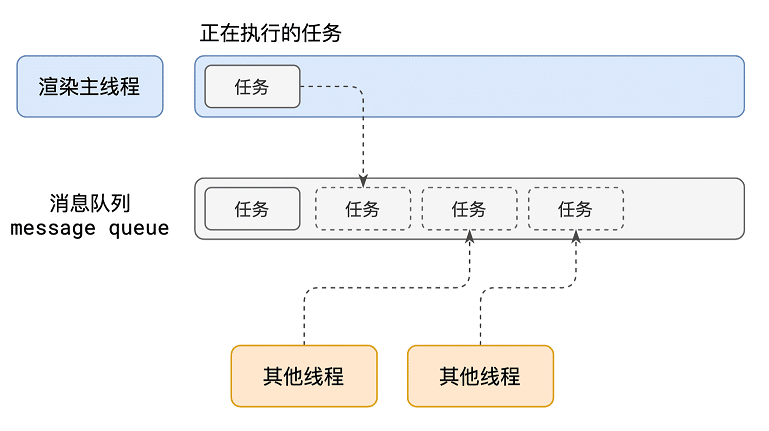 正在执行的任务
渲染主线程
任务
消息队列
message queue
任务
任务
任务
任务
其他线程
其他线程